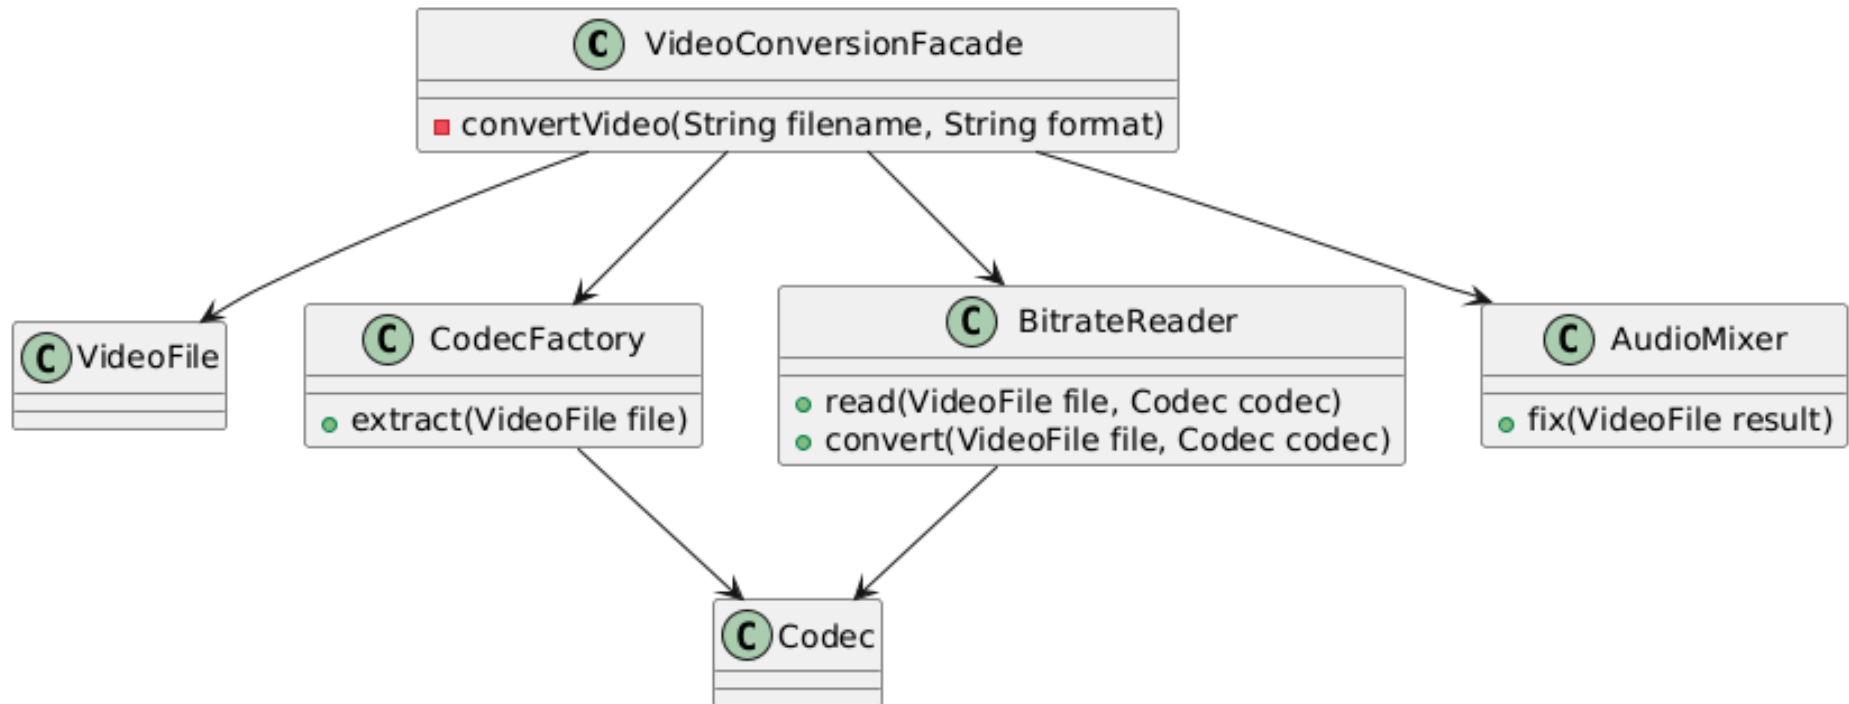 C VideoConversionFacade
convertVideo(String filename, String format)
C VideoFile
C CodecFactory
extract(VideoFile file)
C BitrateReader
read(VideoFile file, Codec codec)
convert(VideoFile file, Codec codec)
C AudioMixer
fix(VideoFile result)
C Codec